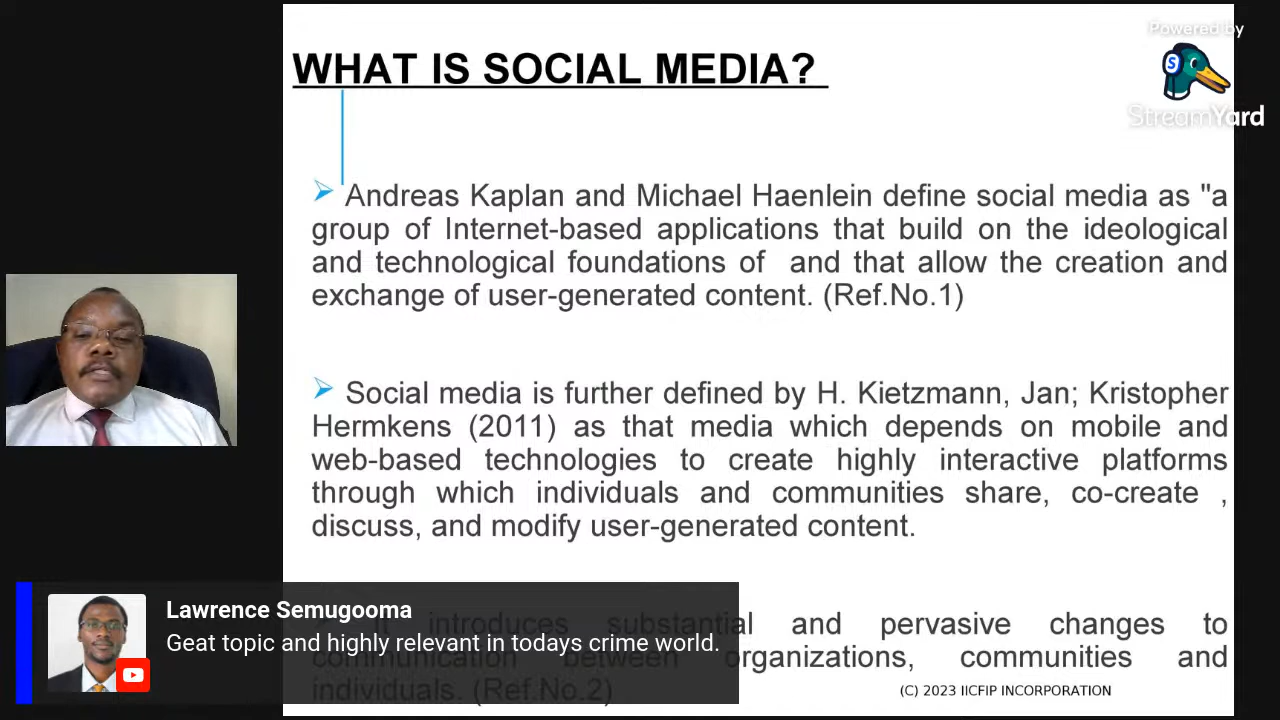 Powered by
StreamYard
WHAT IS SOCIAL MEDIA?
Andreas Kaplan and Michael Haenlein define social media as "a
group of Internet-based applications that build on the ideological
and technological foundations of and that allow the creation and
exchange of user-generated content. (Ref.No.1)
Social media is further defined by H. Kietzmann, Jan; Kristopher
Hermkens (2011) as that media which depends on mobile and
web-based technologies to create highly interactive platforms
through which individuals and communities share, co-create ,
discuss, and modify user-generated content.
It introduces substantial and pervasive changes to
communication between organizations, communities and
individuals. (Ref.No.2)
Lawrence Semugooma
Geat topic and highly relevant in todays crime world.
(C) 2023 IICFIP INCORPORATION